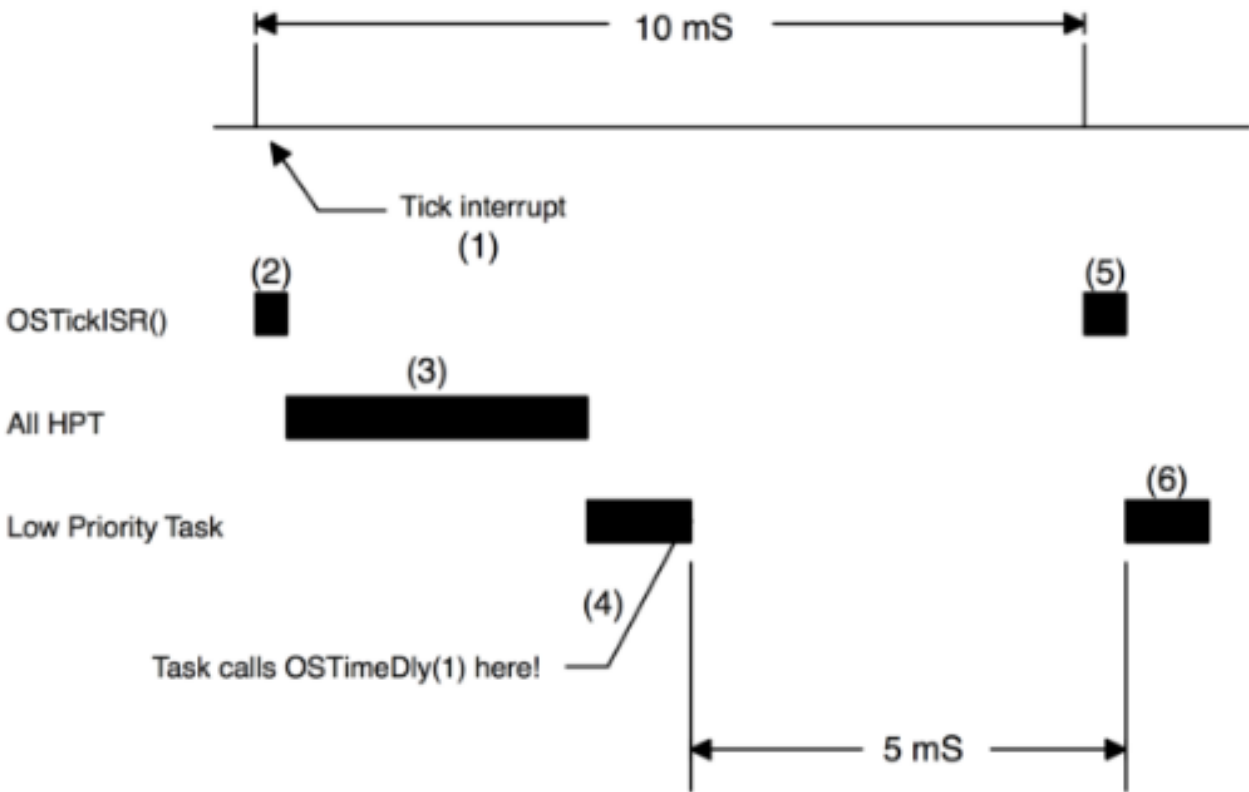 10 mS
Tick interrupt
(1)
(2)
(5)
OSTickISR()
(3)
All HPT
(6)
Low Priority Task
(4)
Task calls OSTimeDly(1) here!
5 mS